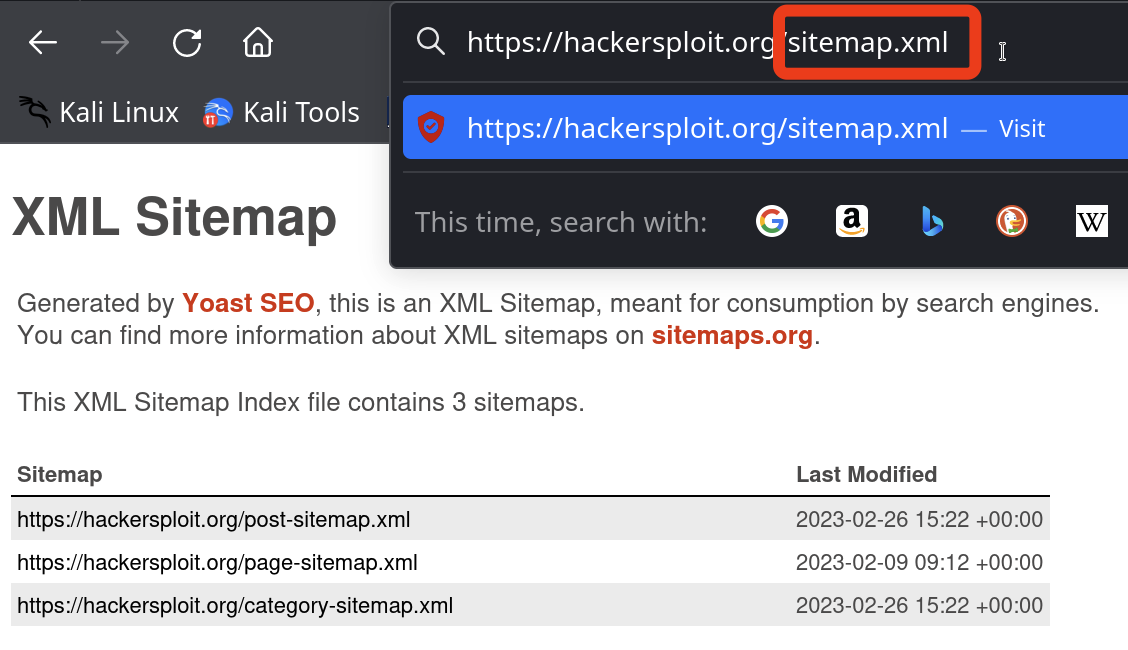 https://hackersploit.org/sitemap.xml
Kali Linux Kali Tools
https://hackersploit.org/sitemap.xml — Visit
This time, search with: G a b W
XML Sitemap
Generated by Yoast SEO, this is an XML Sitemap, meant for consumption by search engines.
You can find more information about XML sitemaps on sitemaps.org.
This XML Sitemap Index file contains 3 sitemaps.
Sitemap Last Modified
https://hackersploit.org/post-sitemap.xml 2023-02-26 15:22 +00:00
https://hackersploit.org/page-sitemap.xml 2023-02-09 09:12 +00:00
https://hackersploit.org/category-sitemap.xml 2023-02-26 15:22 +00:00